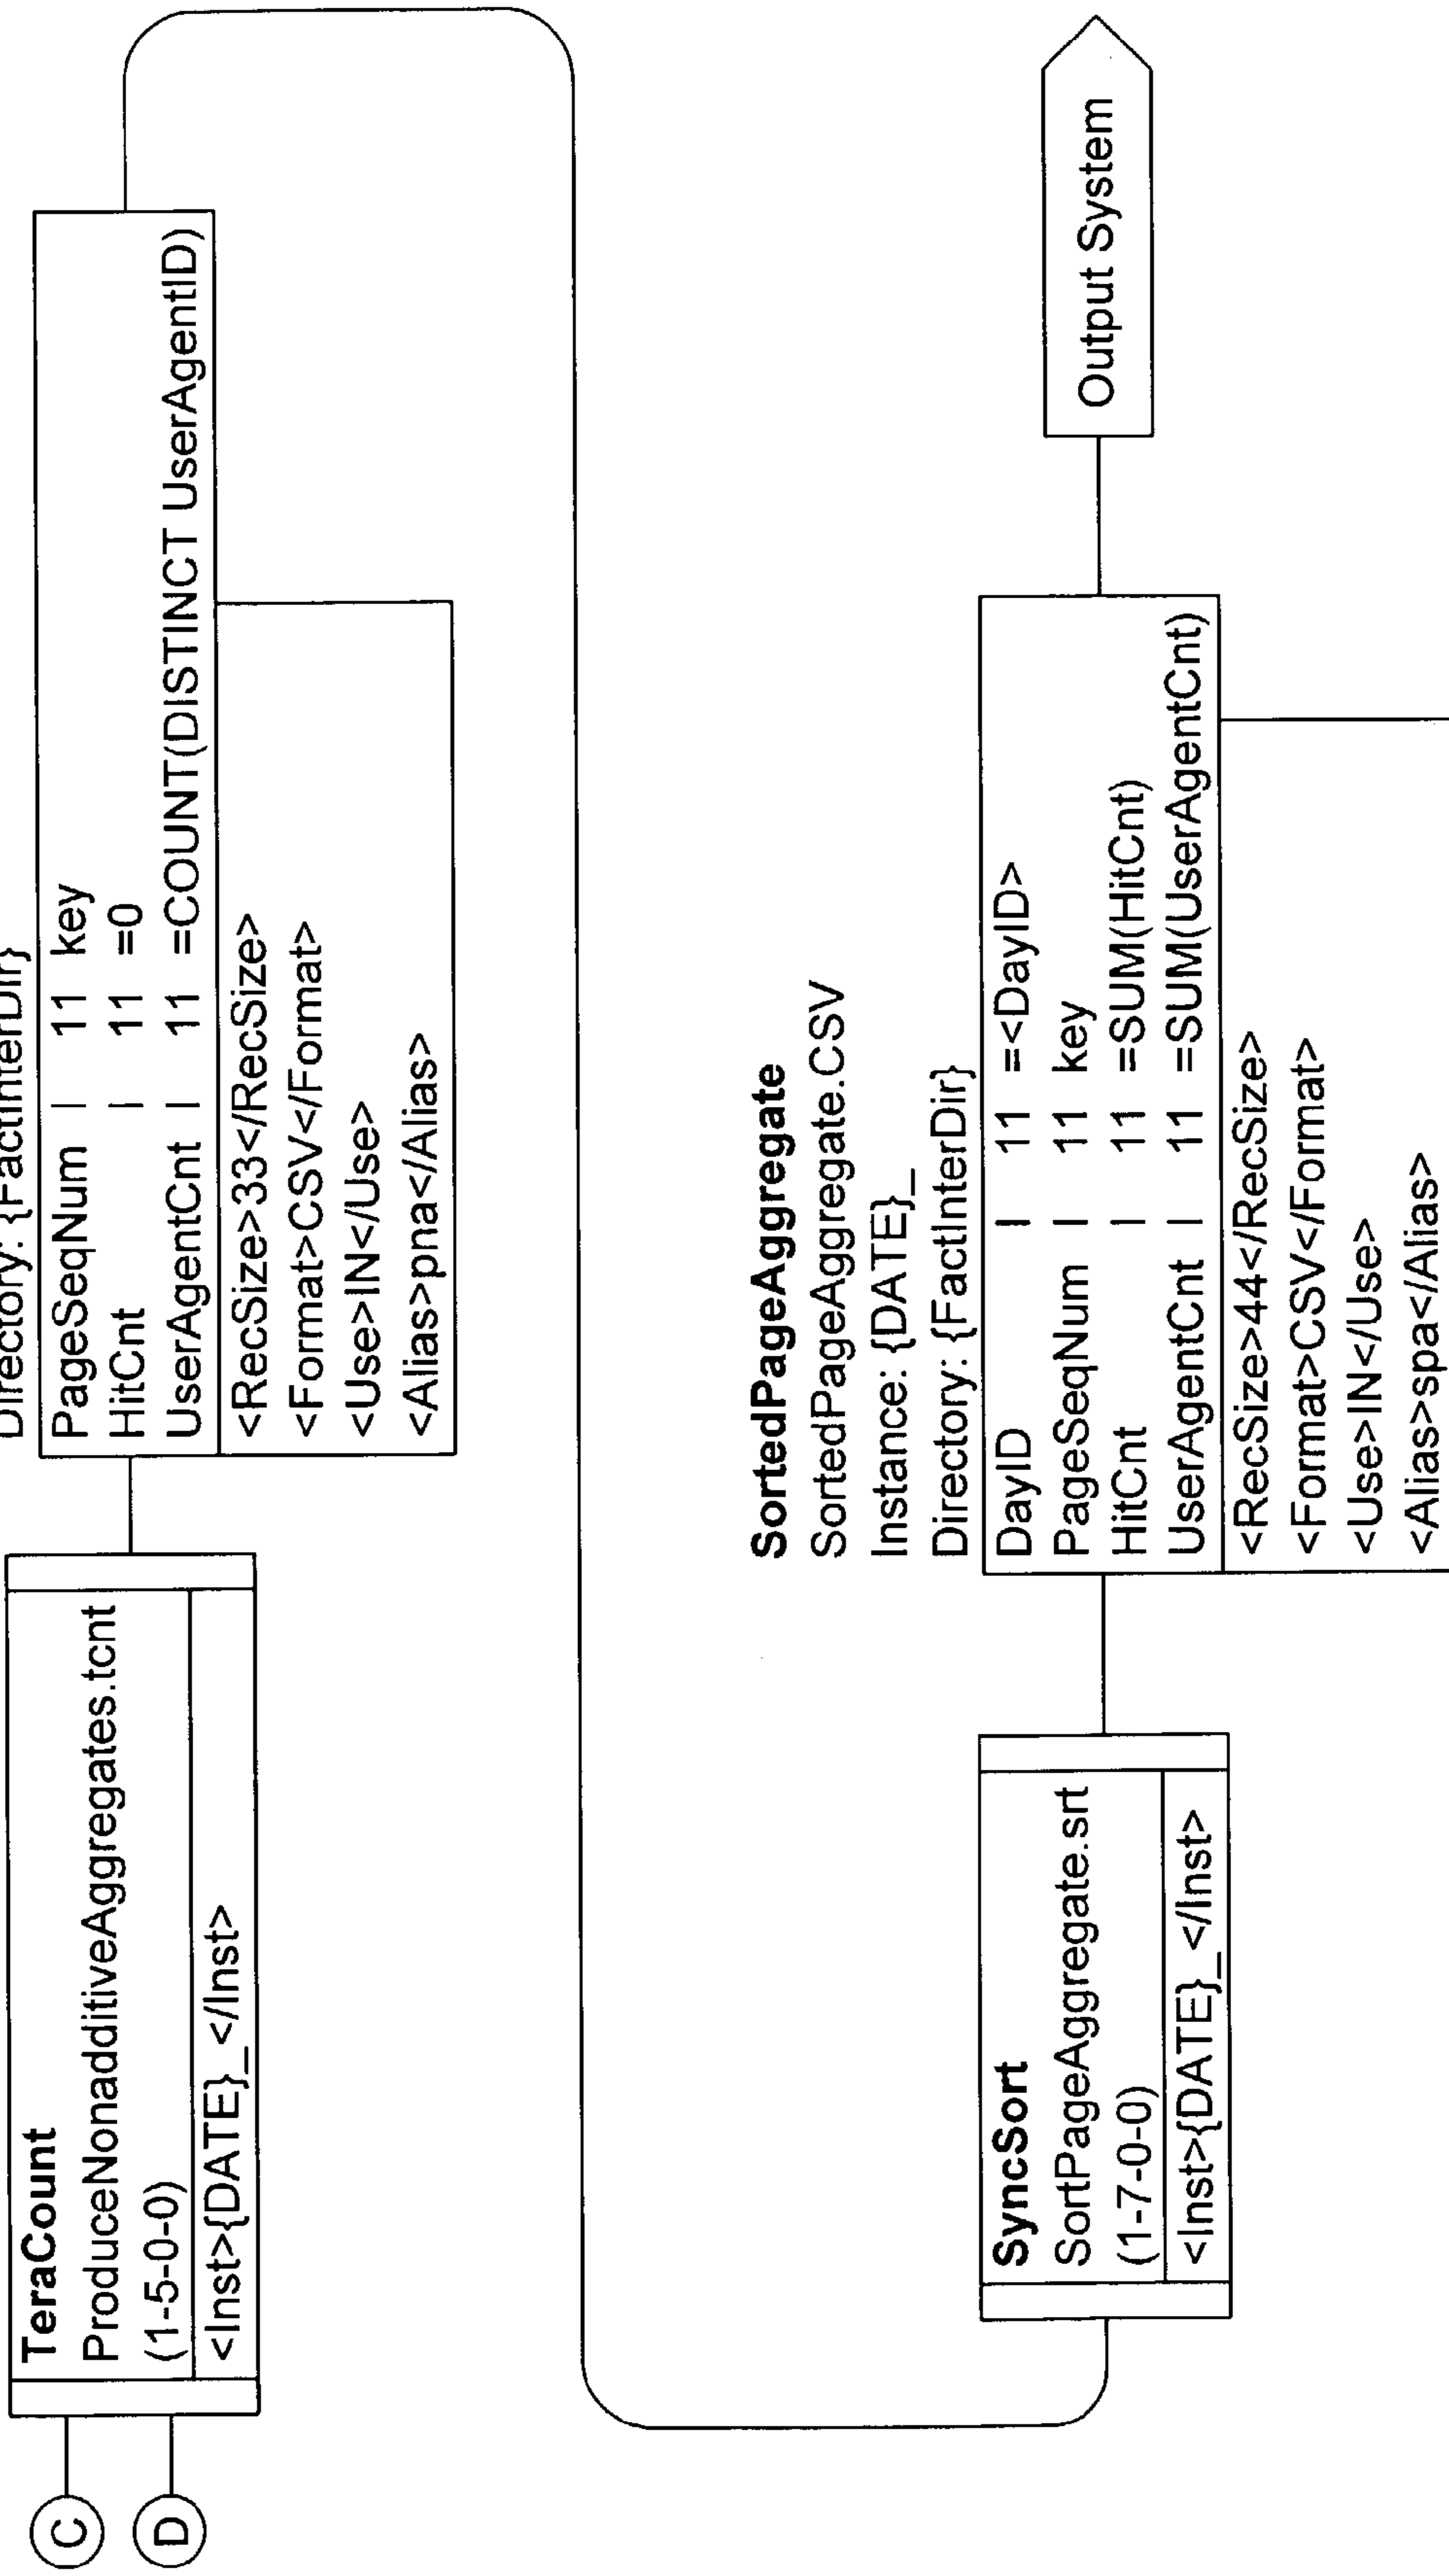 C
D
TeraCount
ProduceNonadditiveAggregates.tcnt
(1-5-0-0)
<Inst>{DATE}_</Inst>
Directory: {FactInterDir}
PageSeqNum I 11 key
HitCnt I 11 =0
UserAgentCnt I 11 =COUNT(DISTINCT UserAgentID)
<RecSize>33</RecSize>
<Format>CSV</Format>
<Use>IN</Use>
<Alias>pna</Alias>
SyncSort
SortPageAggregate.srt
(1-7-0-0)
<Inst>{DATE}_</Inst>
SortedPageAggregate
SortedPageAggregate.CSV
Instance: {DATE}_
Directory: {FactInterDir}
DayID I 11 =<DayID>
PageSeqNum I 11 key
HitCnt I 11 =SUM(HitCnt)
UserAgentCnt I 11 =SUM(UserAgentCnt)
<RecSize>44</RecSize>
<Format>CSV</Format>
<Use>IN</Use>
<Alias>spa</Alias>
Output System